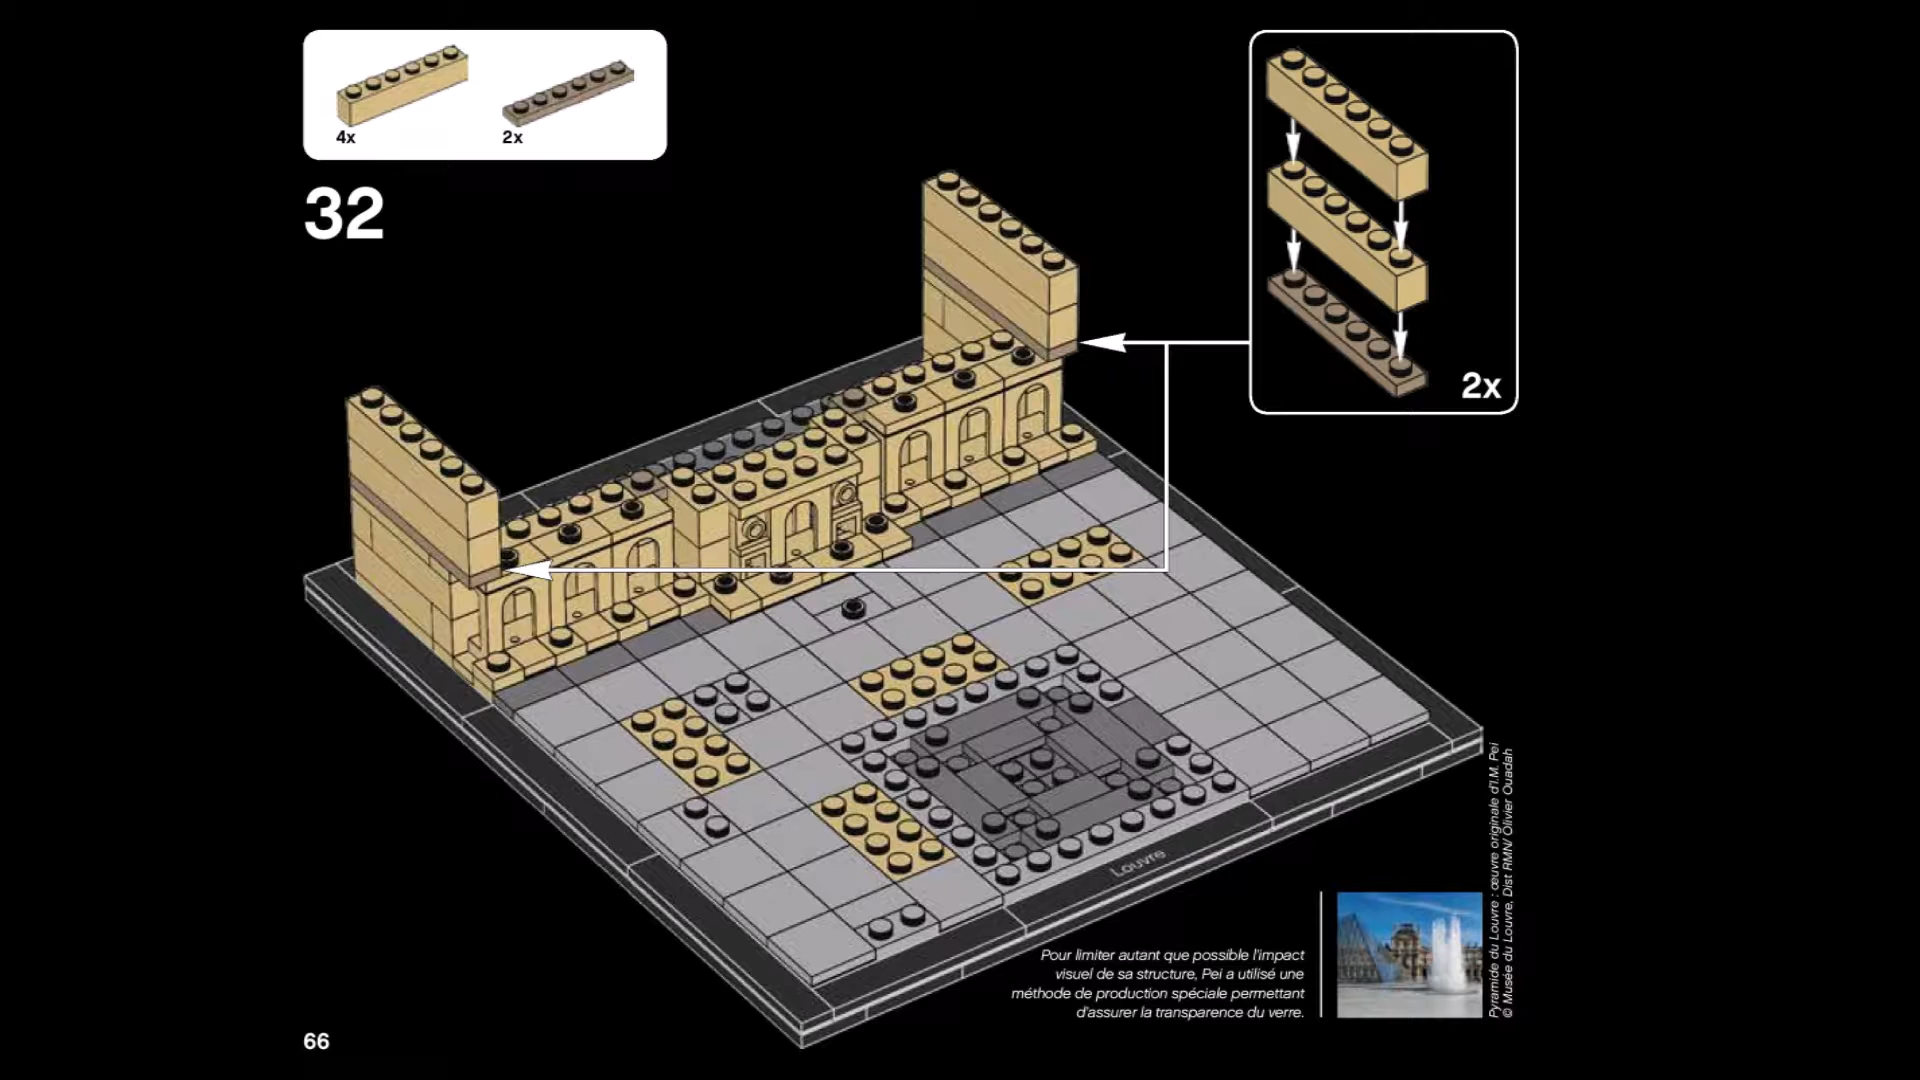 4x
2x
32
2x
Louvre
Pour limiter autant que possible l'impact
visuel de sa structure, Pei a utilisé une
méthode de production spéciale permettant
d'assurer la transparence du verre.
Pyramide du Louvre : œuvre originale d'I.M. Pei
© Musée du Louvre, Dist RMN/ Olivier Ouadah
66